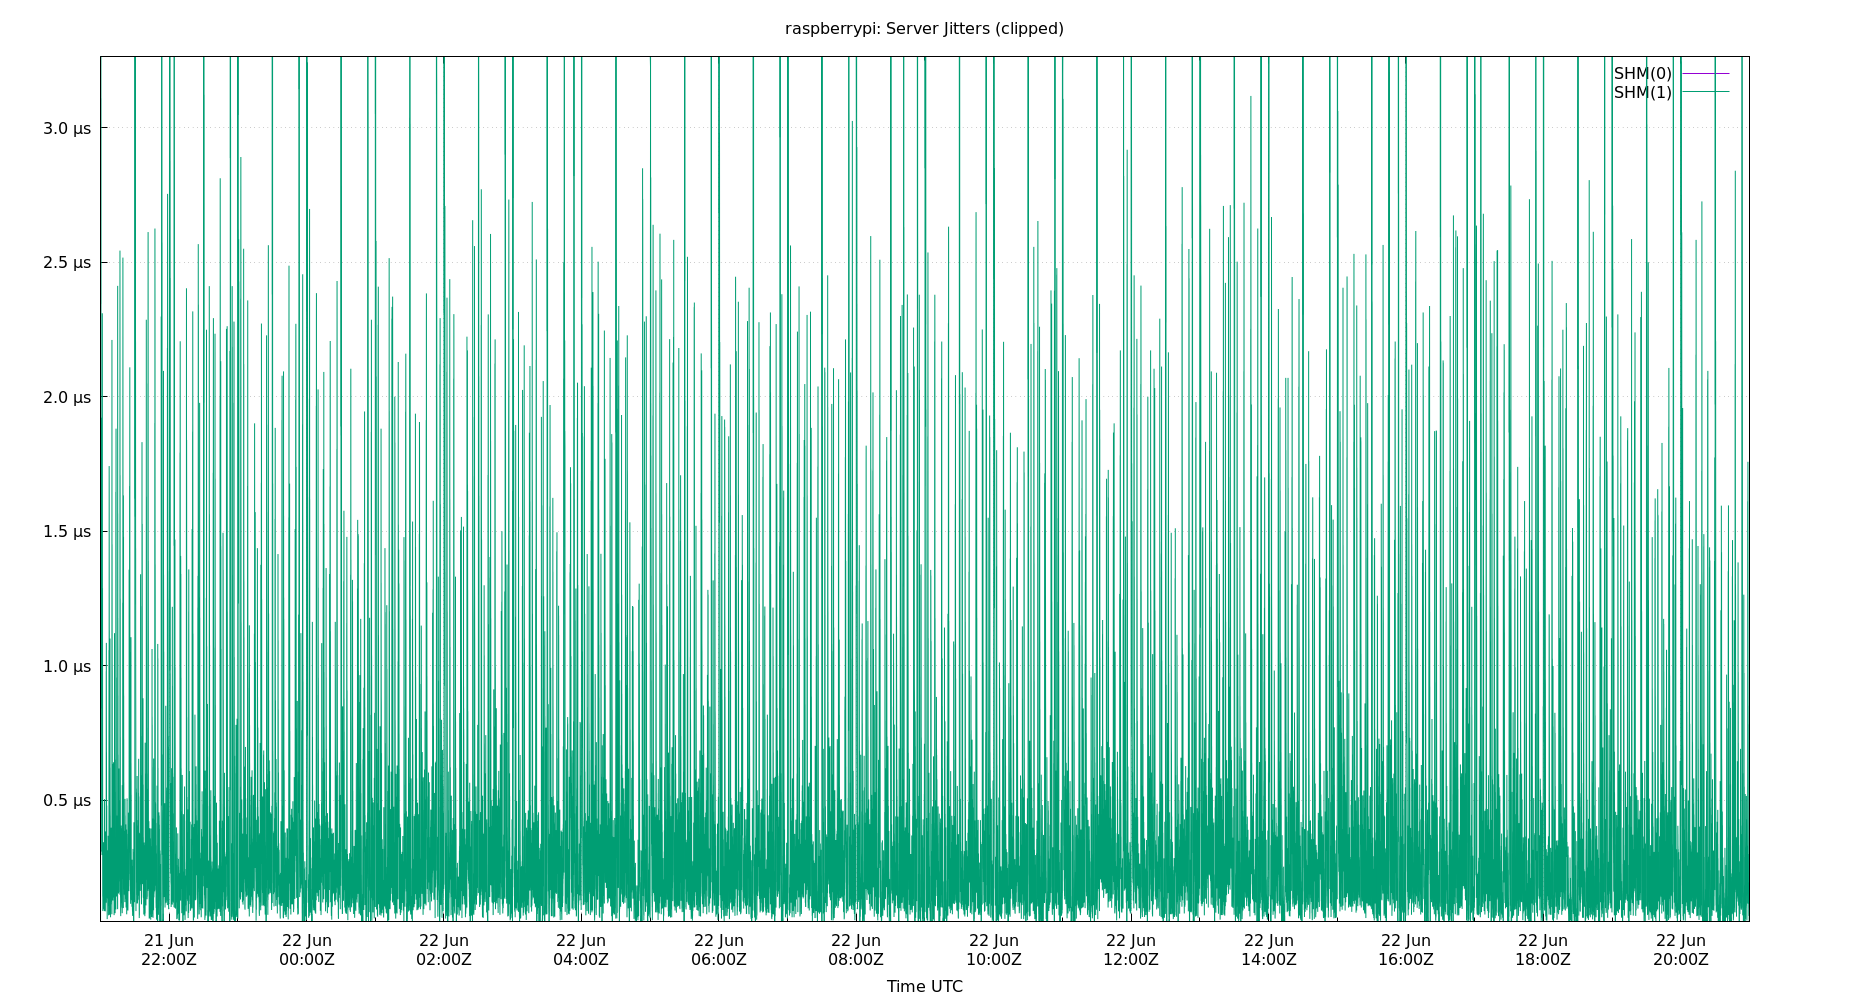 raspberrypi: Server Jitters (clipped)
SHM(0)
SHM(1)
3.0 µs
2.5 µs
2.0 µs
1.5 µs
1.0 µs
0.5 µs
21 Jun 22 Jun 22 Jun 22 Jun 22 Jun 22 Jun 22 Jun 22 Jun 22 Jun 22 Jun 22 Jun 22 Jun
22:00Z 00:00Z 02:00Z 04:00Z 06:00Z 08:00Z 10:00Z 12:00Z 14:00Z 16:00Z 18:00Z 20:00Z
Time UTC